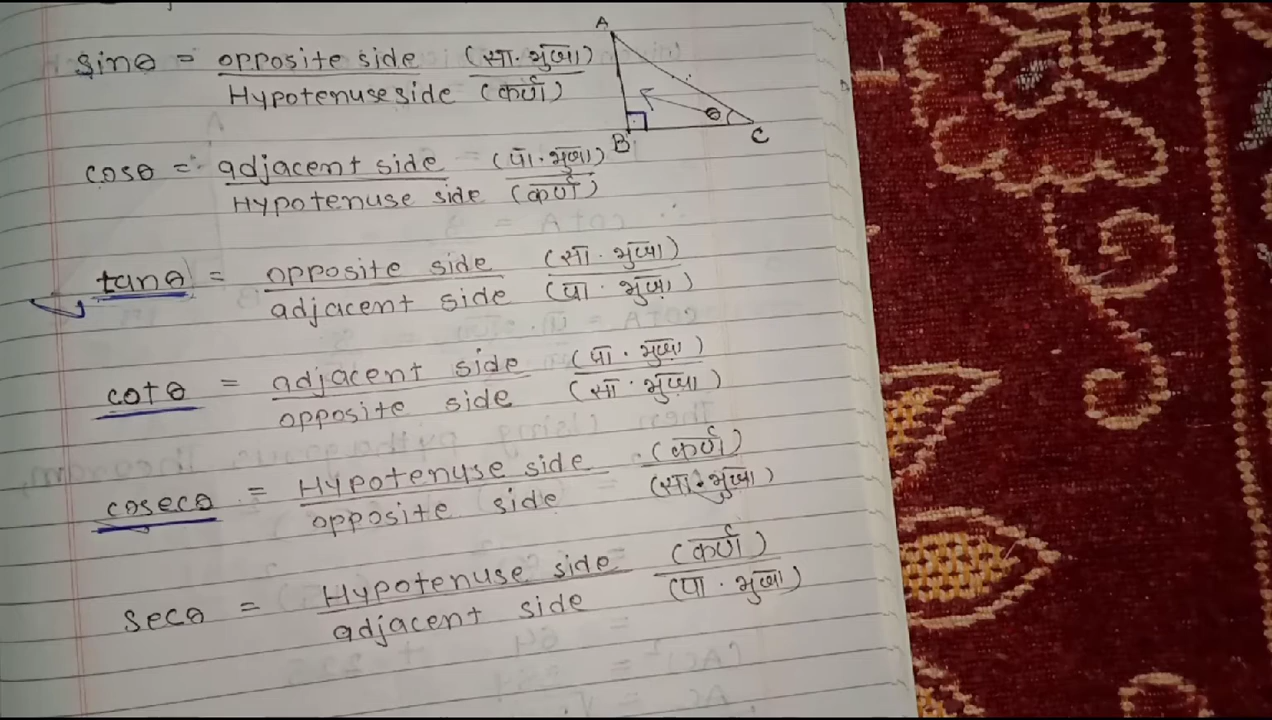 A
sinθ = opposite side (सा. भुजा)
Hypotenuse side (कर्ण)
θ
B
C
cosθ = adjacent side (पा. भुजा)
Hypotenuse side (कर्ण)
tanθ = opposite side (सा. भुजा)
adjacent side (पा. भुजा)
cotθ = adjacent side (पा. भुजा)
opposite side (सा. भुजा)
cosecθ = Hypotenuse side (कर्ण)
opposite side (सा. भुजा)
secθ = Hypotenuse side (कर्ण)
adjacent side (पा. भुजा)